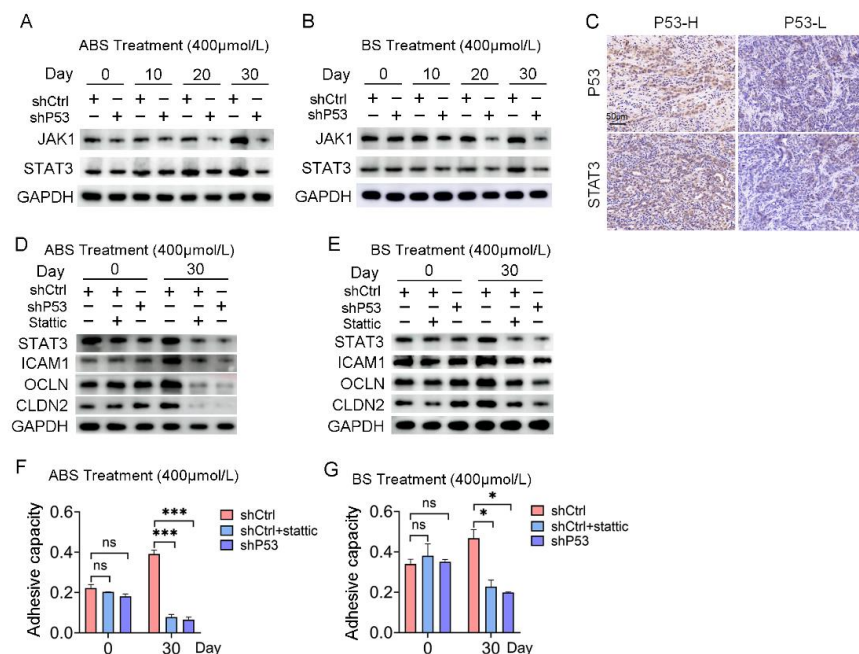 A
ABS Treatment (400μmol/L)
Day 0 10 20 30
shCtrl + − + − + − + −
shP53 − + − + − + − +
JAK1
STAT3
GAPDH
B
BS Treatment (400μmol/L)
Day 0 10 20 30
shCtrl + − + − + − + −
shP53 − + − + − + − +
JAK1
STAT3
GAPDH
C
P53-H P53-L
P53
50μm
STAT3
D
ABS Treatment (400μmol/L)
Day 0 30
shCtrl + + − + + −
shP53 − − + − − +
Stattic − + − − + −
STAT3
ICAM1
OCLN
CLDN2
GAPDH
E
BS Treatment (400μmol/L)
Day 0 30
shCtrl + + − + + −
shP53 − − + − − +
Stattic − + − − + −
STAT3
ICAM1
OCLN
CLDN2
GAPDH
F
ABS Treatment (400μmol/L)
Adhesive capacity
0.6
0.4
0.2
0.0
ns
ns
***
***
shCtrl
shCtrl+stattic
shP53
0 30 Day
G
BS Treatment (400μmol/L)
Adhesive capacity
0.6
0.4
0.2
0.0
ns
ns
*
*
shCtrl
shCtrl+stattic
shP53
0 30 Day